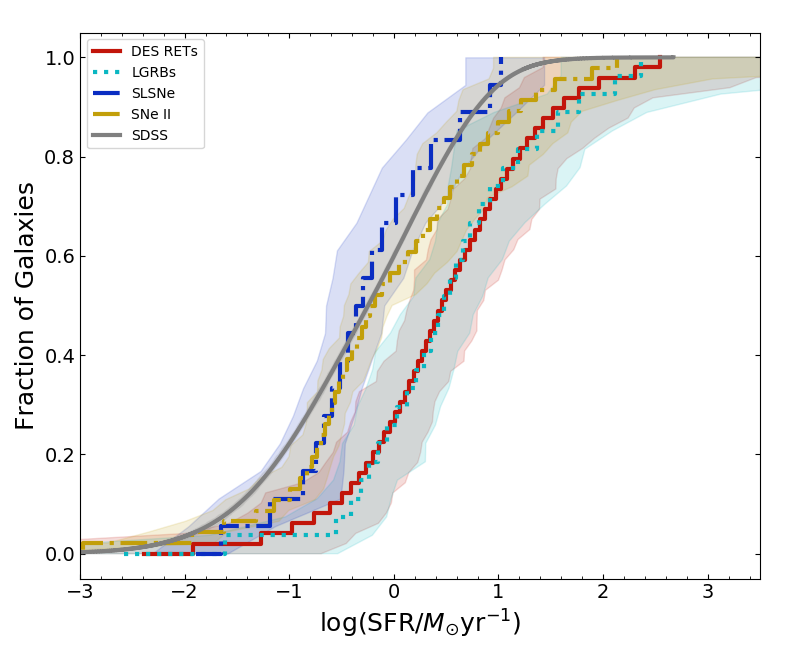 DES RETs
LGRBs
SLSNe
SNe II
SDSS
1.0
0.8
0.6
0.4
0.2
0.0
Fraction of Galaxies
−3
−2
−1
0
1
2
3
log(SFR/M⊙yr⁻¹)